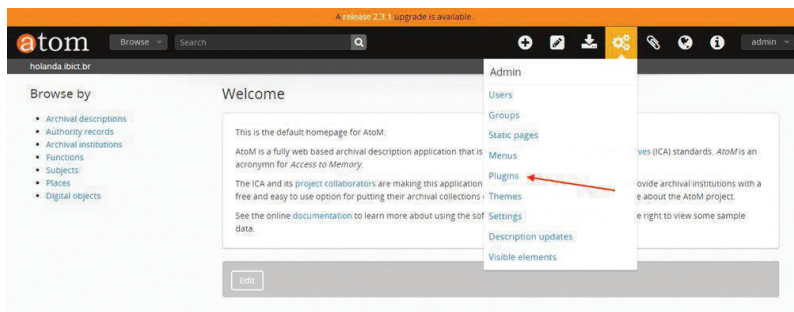 A release 2.3.1 upgrade is available.
atom Browse Search admin
holanda.ibict.br
Browse by
Archival descriptions
Authority records
Archival institutions
Functions
Subjects
Places
Digital objects
Welcome
This is the default homepage for AtoM.
AtoM is a fully web based archival description application that is ves (ICA) standards. AtoM is an
acronymn for Access to Memory.
The ICA and its project collaborators are making this application ovide archival institutions with a
free and easy to use option for putting their archival collections e about the AtoM project.
See the online documentation to learn more about using the sof e right to view some sample
data.
Edit
Admin
Users
Groups
Static pages
Menus
Plugins
Themes
Settings
Description updates
Visible elements